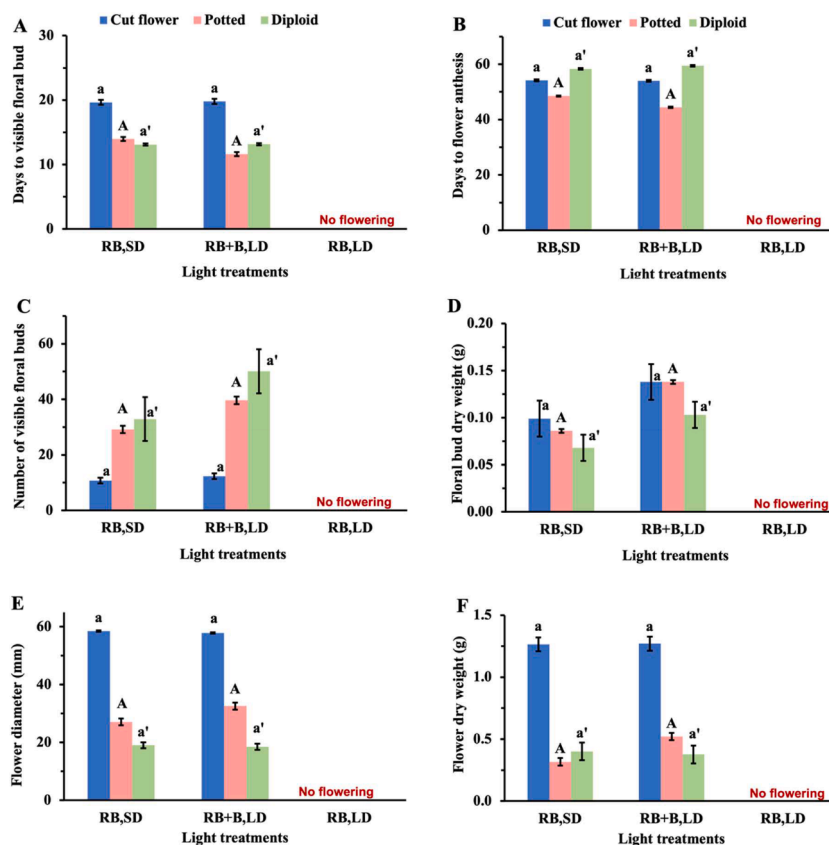 A
Cut flower Potted Diploid
Days to visible floral bud
30
20
10
0
a A a'
a A a'
No flowering
RB,SD RB+B,LD RB,LD
Light treatments
B
Cut flower Potted Diploid
Days to flower anthesis
80
60
40
20
0
a A a'
a A a'
No flowering
RB,SD RB+B,LD RB,LD
Light treatments
C
Number of visible floral buds
60
40
20
0
a A a'
a A a'
No flowering
RB,SD RB+B,LD RB,LD
Light treatments
D
Floral bud dry weight (g)
0.20
0.15
0.10
0.05
0.00
a A a'
a A a'
No flowering
RB,SD RB+B,LD RB,LD
Light treatments
E
Flower diameter (mm)
60
40
20
0
a A a'
a A a'
No flowering
RB,SD RB+B,LD RB,LD
Light treatments
F
Flower dry weight (g)
1.5
1.0
0.5
0.0
a A a'
a A a'
No flowering
RB,SD RB+B,LD RB,LD
Light treatments